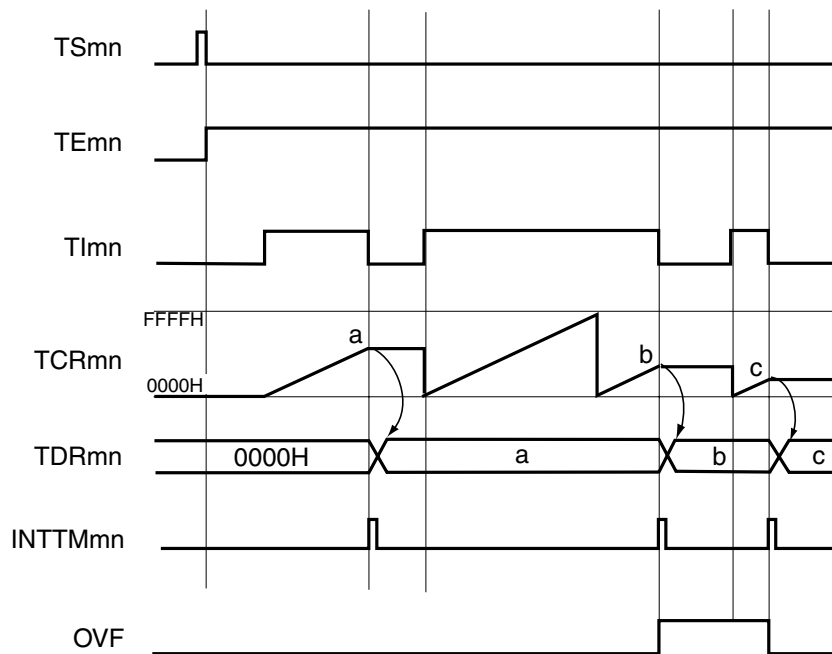 TSmn
TEmn
TImn
FFFFH
a
b
c
TCRmn
0000H
TDRmn
0000H
a
b
c
INTTMmn
OVF